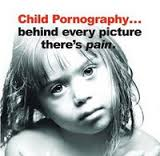 Child Pornography...
behind every picture
there's pain.